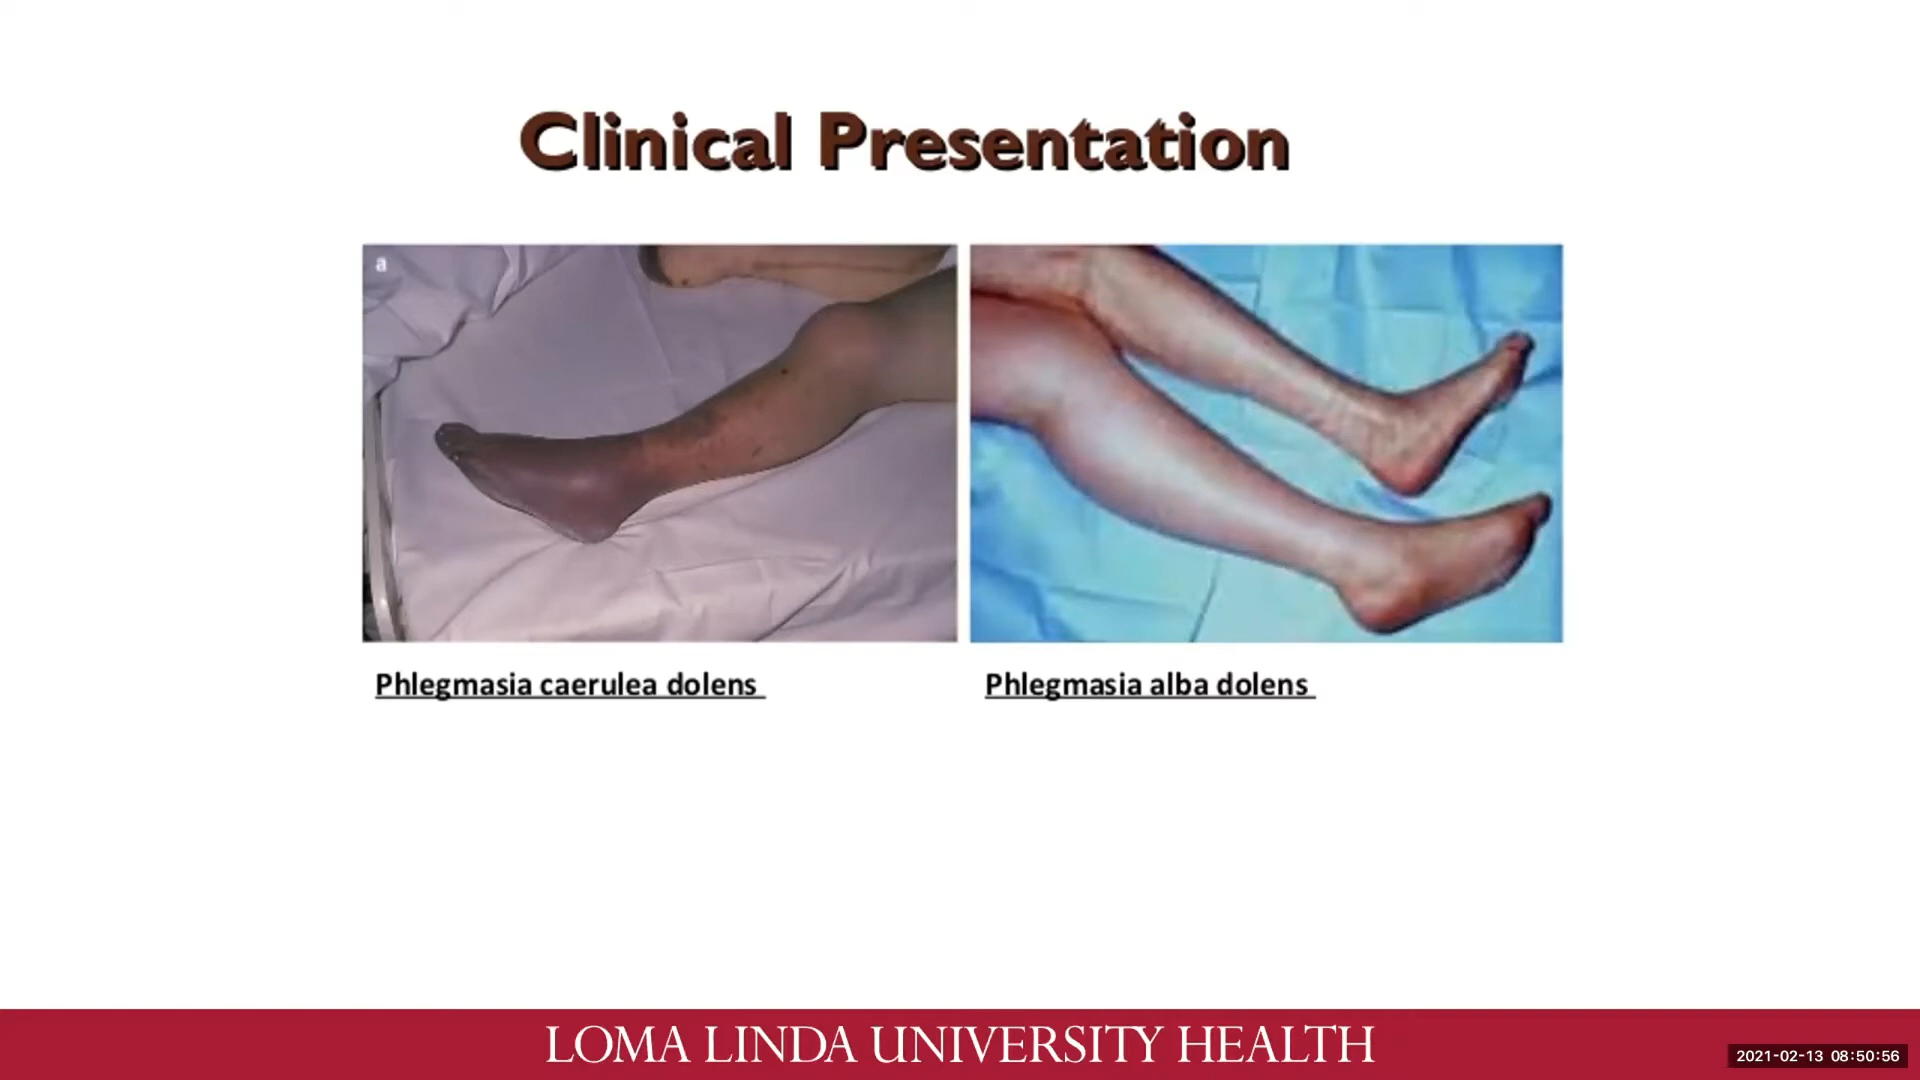 Clinical Presentation
a
Phlegmasia caerulea dolens
Phlegmasia alba dolens
LOMA LINDA UNIVERSITY HEALTH
2021-02-13 08:50:56